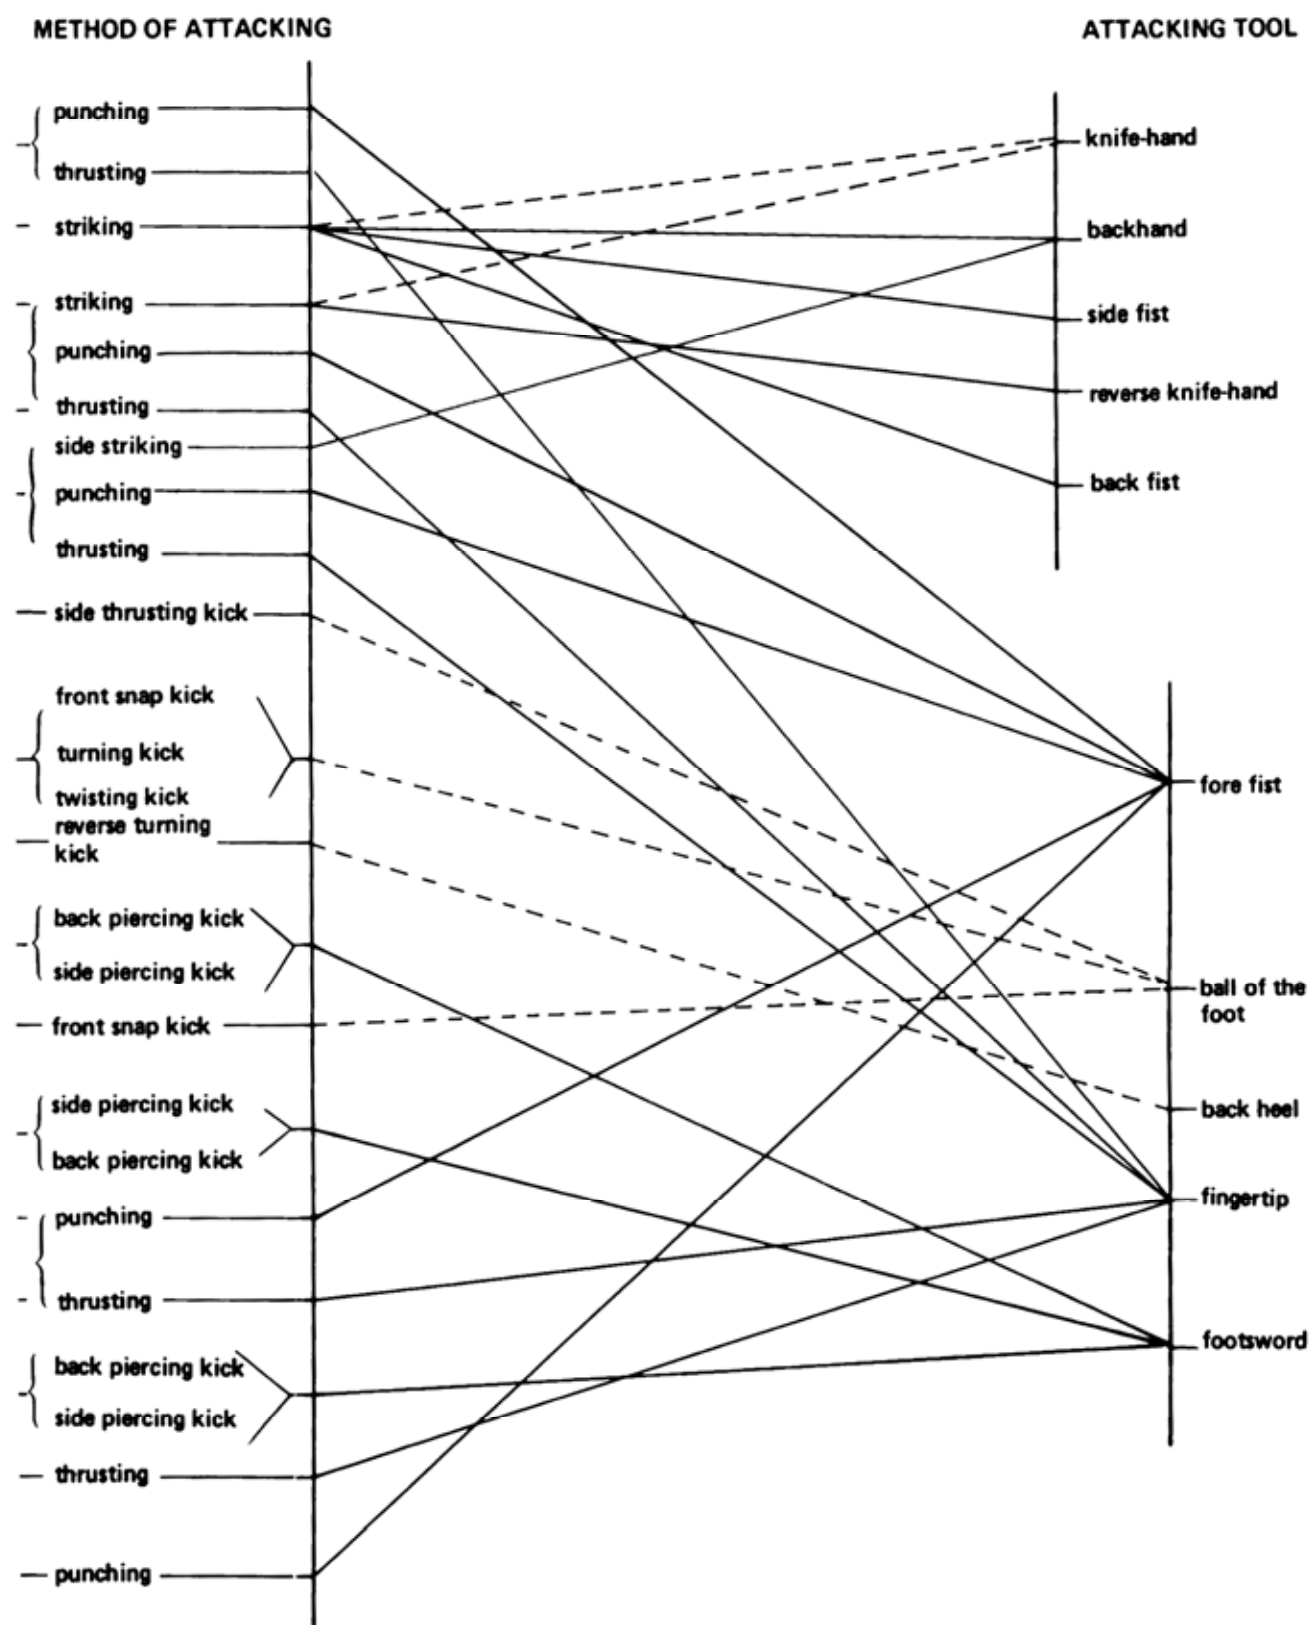 METHOD OF ATTACKING
punching
thrusting
striking
striking
punching
thrusting
side striking
punching
thrusting
side thrusting kick
front snap kick
turning kick
twisting kick
reverse turning
kick
back piercing kick
side piercing kick
front snap kick
side piercing kick
back piercing kick
punching
thrusting
back piercing kick
side piercing kick
thrusting
punching
ATTACKING TOOL
knife-hand
backhand
side fist
reverse knife-hand
back fist
fore fist
ball of the
foot
back heel
fingertip
footsword